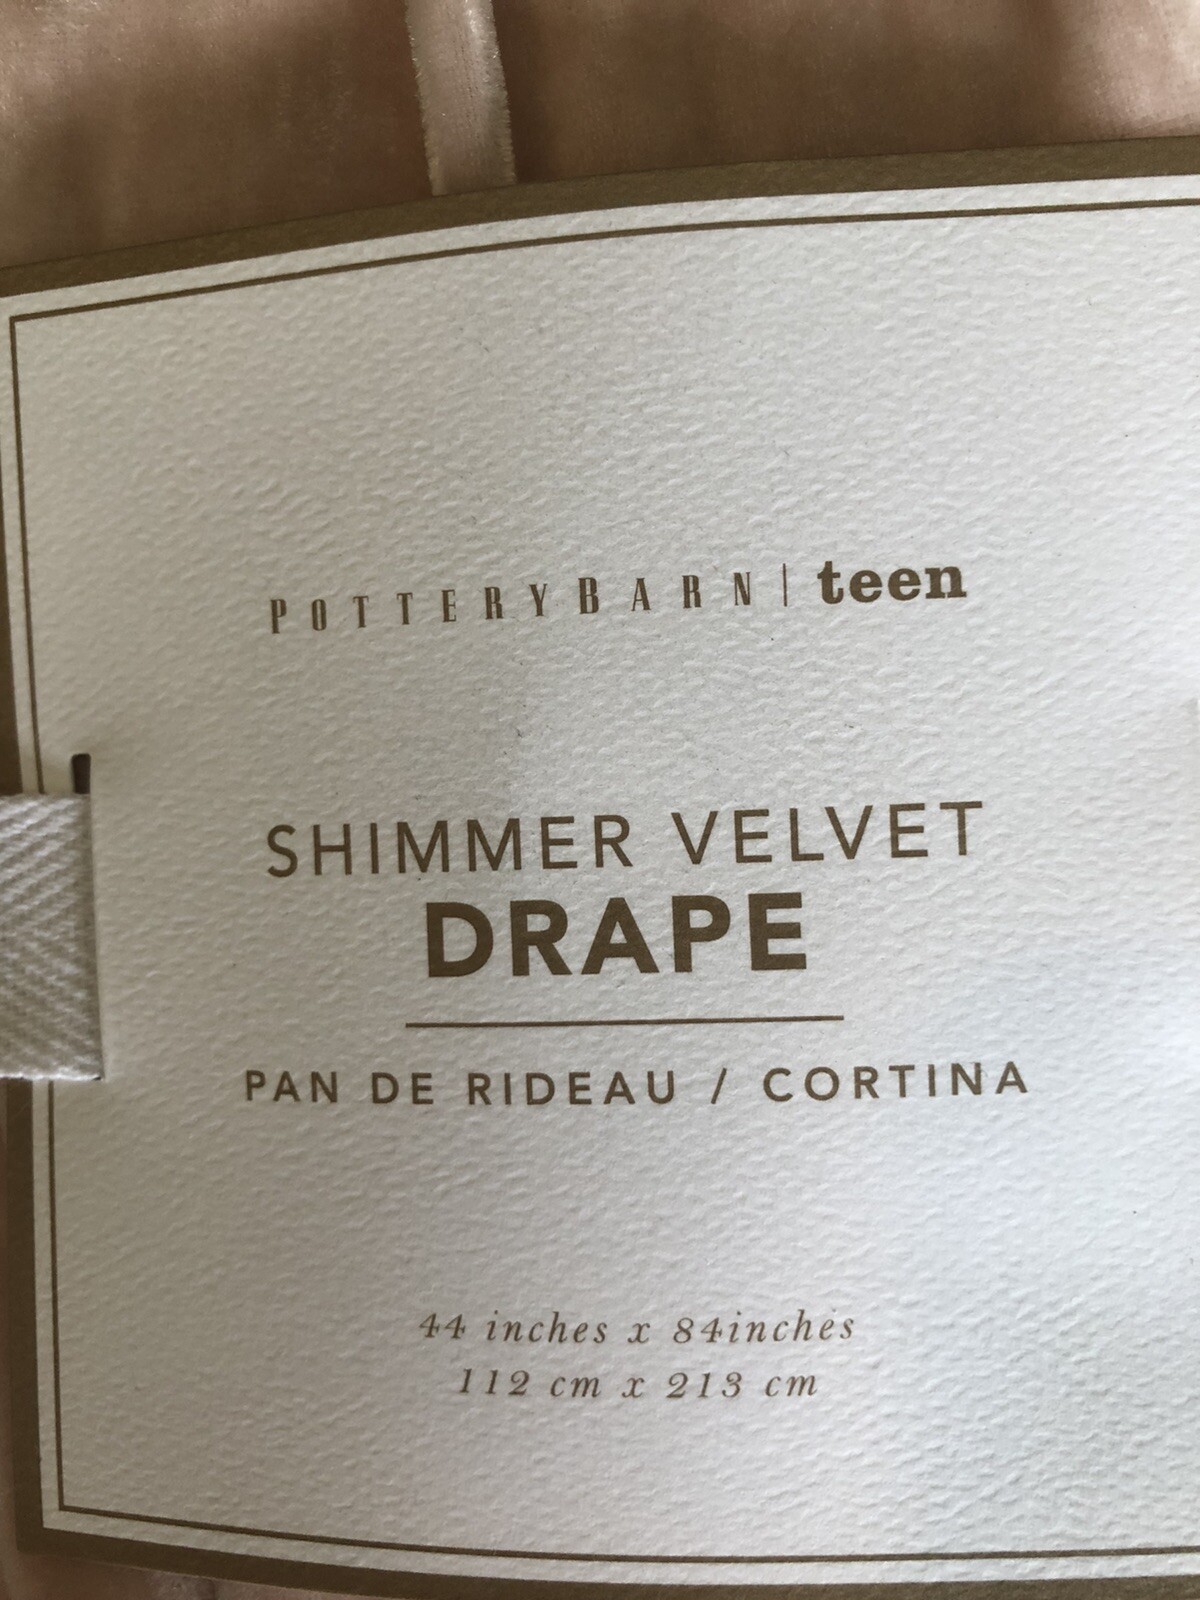 POTTERYBARN | teen
SHIMMER VELVET
DRAPE
PAN DE RIDEAU / CORTINA
44 inches x 84inches
112 cm x 213 cm